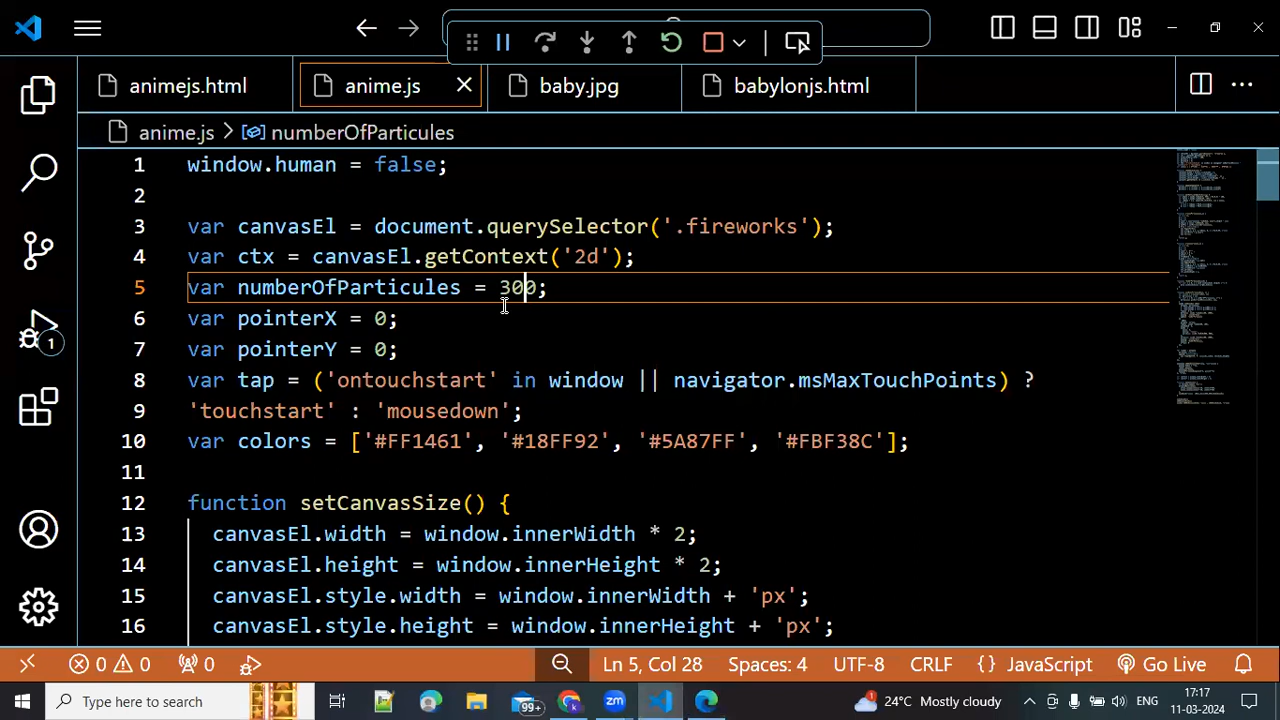 animejs.html
anime.js
baby.jpg
babylonjs.html
anime.js > numberOfParticules
1 window.human = false;
2
3 var canvasEl = document.querySelector('.fireworks');
4 var ctx = canvasEl.getContext('2d');
5 var numberOfParticules = 300;
6 var pointerX = 0;
7 var pointerY = 0;
8 var tap = ('ontouchstart' in window || navigator.msMaxTouchPoints) ?
9 'touchstart' : 'mousedown';
10 var colors = ['#FF1461', '#18FF92', '#5A87FF', '#FBF38C'];
11
12 function setCanvasSize() {
13 canvasEl.width = window.innerWidth * 2;
14 canvasEl.height = window.innerHeight * 2;
15 canvasEl.style.width = window.innerWidth + 'px';
16 canvasEl.style.height = window.innerHeight + 'px';
1
0 0 0 Ln 5, Col 28 Spaces: 4 UTF-8 CRLF {} JavaScript Go Live
Type here to search 99+ zm 1 24°C Mostly cloudy ENG 17:17
11-03-2024